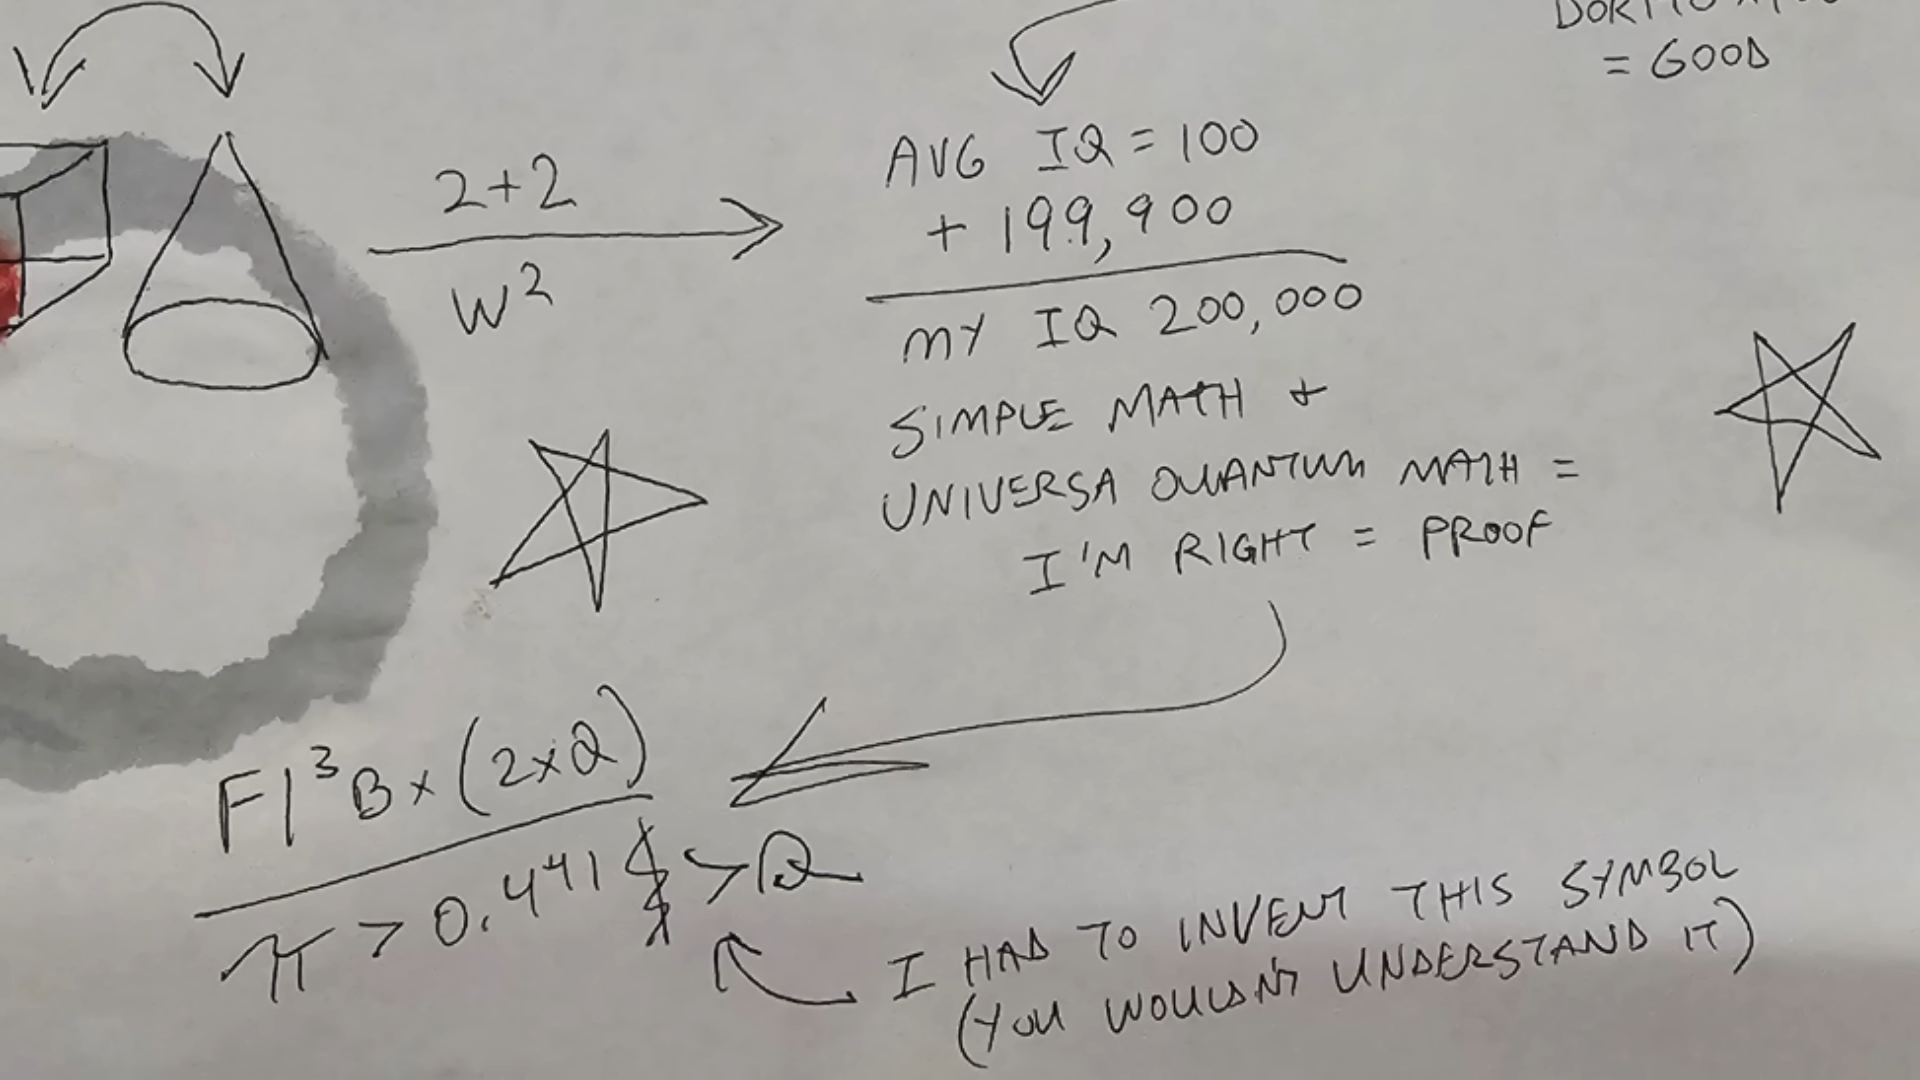 = GOOD
2+2
W²
AVG IQ = 100
+ 199,900
MY IQ 200,000
SIMPLE MATH +
UNIVERSA QUANTUM MATH =
I'M RIGHT = PROOF
F1³B x (2xQ)
π > 0.441 > Q
I HAD TO INVENT THIS SYMBOL
(YOU WOULDN'T UNDERSTAND IT)